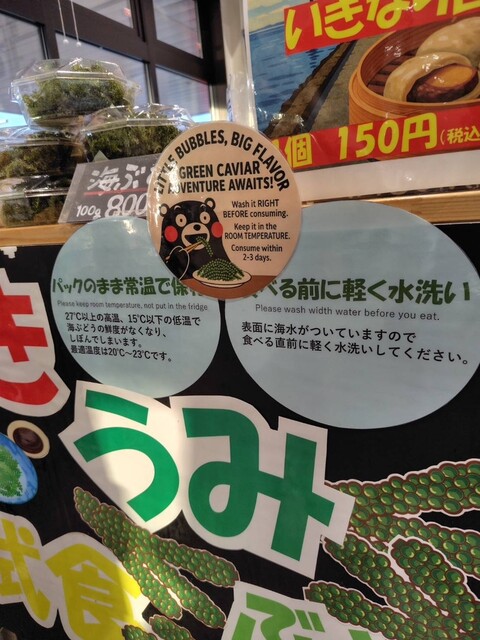 いきなり団
個 150円(税込
海ぶ
100g 800
LITTLE BUBBLES, BIG FLAVOR
GREEN CAVIAR
ADVENTURE AWAITS!
Wash it RIGHT
BEFORE consuming.
Keep it in the
ROOM TEMPERATURE.
Consume within
2-3 days.
パックのまま常温で保
Please keep room temperature, not put in the fridge
27℃以上の高温、15℃以下の低温で
海ぶどうの鮮度がなくなり、
しぼんでしまいます。
最適温度は20℃〜23℃です。
べる前に軽く水洗い
Please wash width water before you eat.
表面に海水がついていますので
食べる直前に軽く水洗いしてください。
き
うみ
試食
ぶ